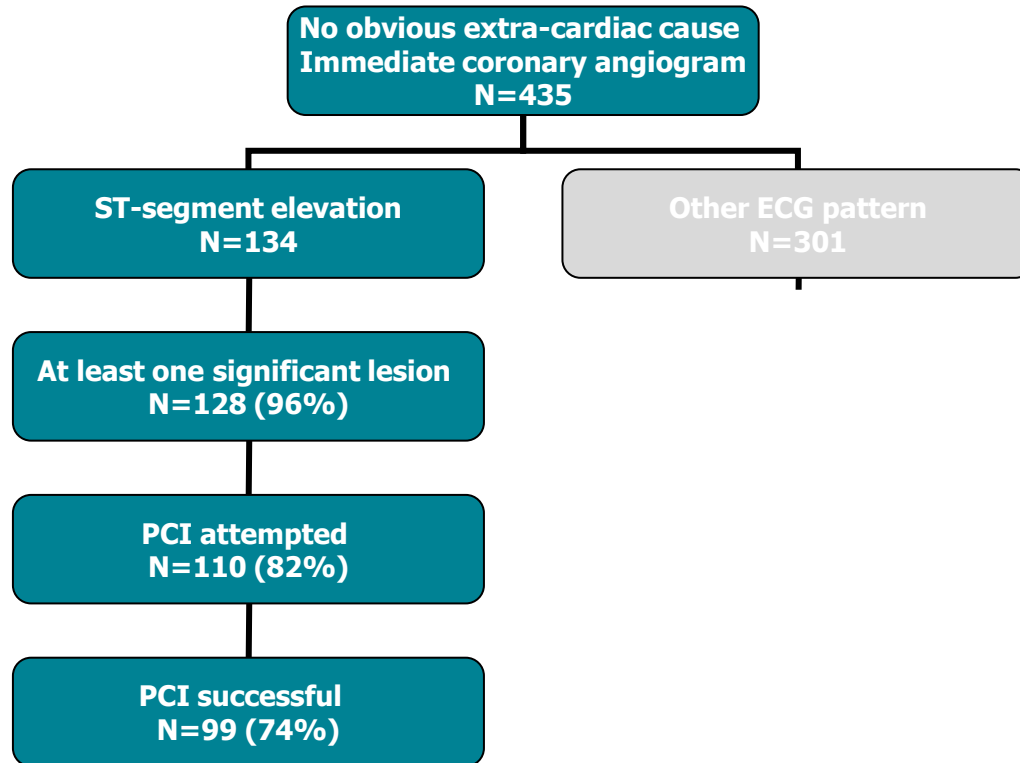 No obvious extra-cardiac cause
Immediate coronary angiogram
N=435
ST-segment elevation
N=134
Other ECG pattern
N=301
At least one significant lesion
N=128 (96%)
PCI attempted
N=110 (82%)
PCI successful
N=99 (74%)